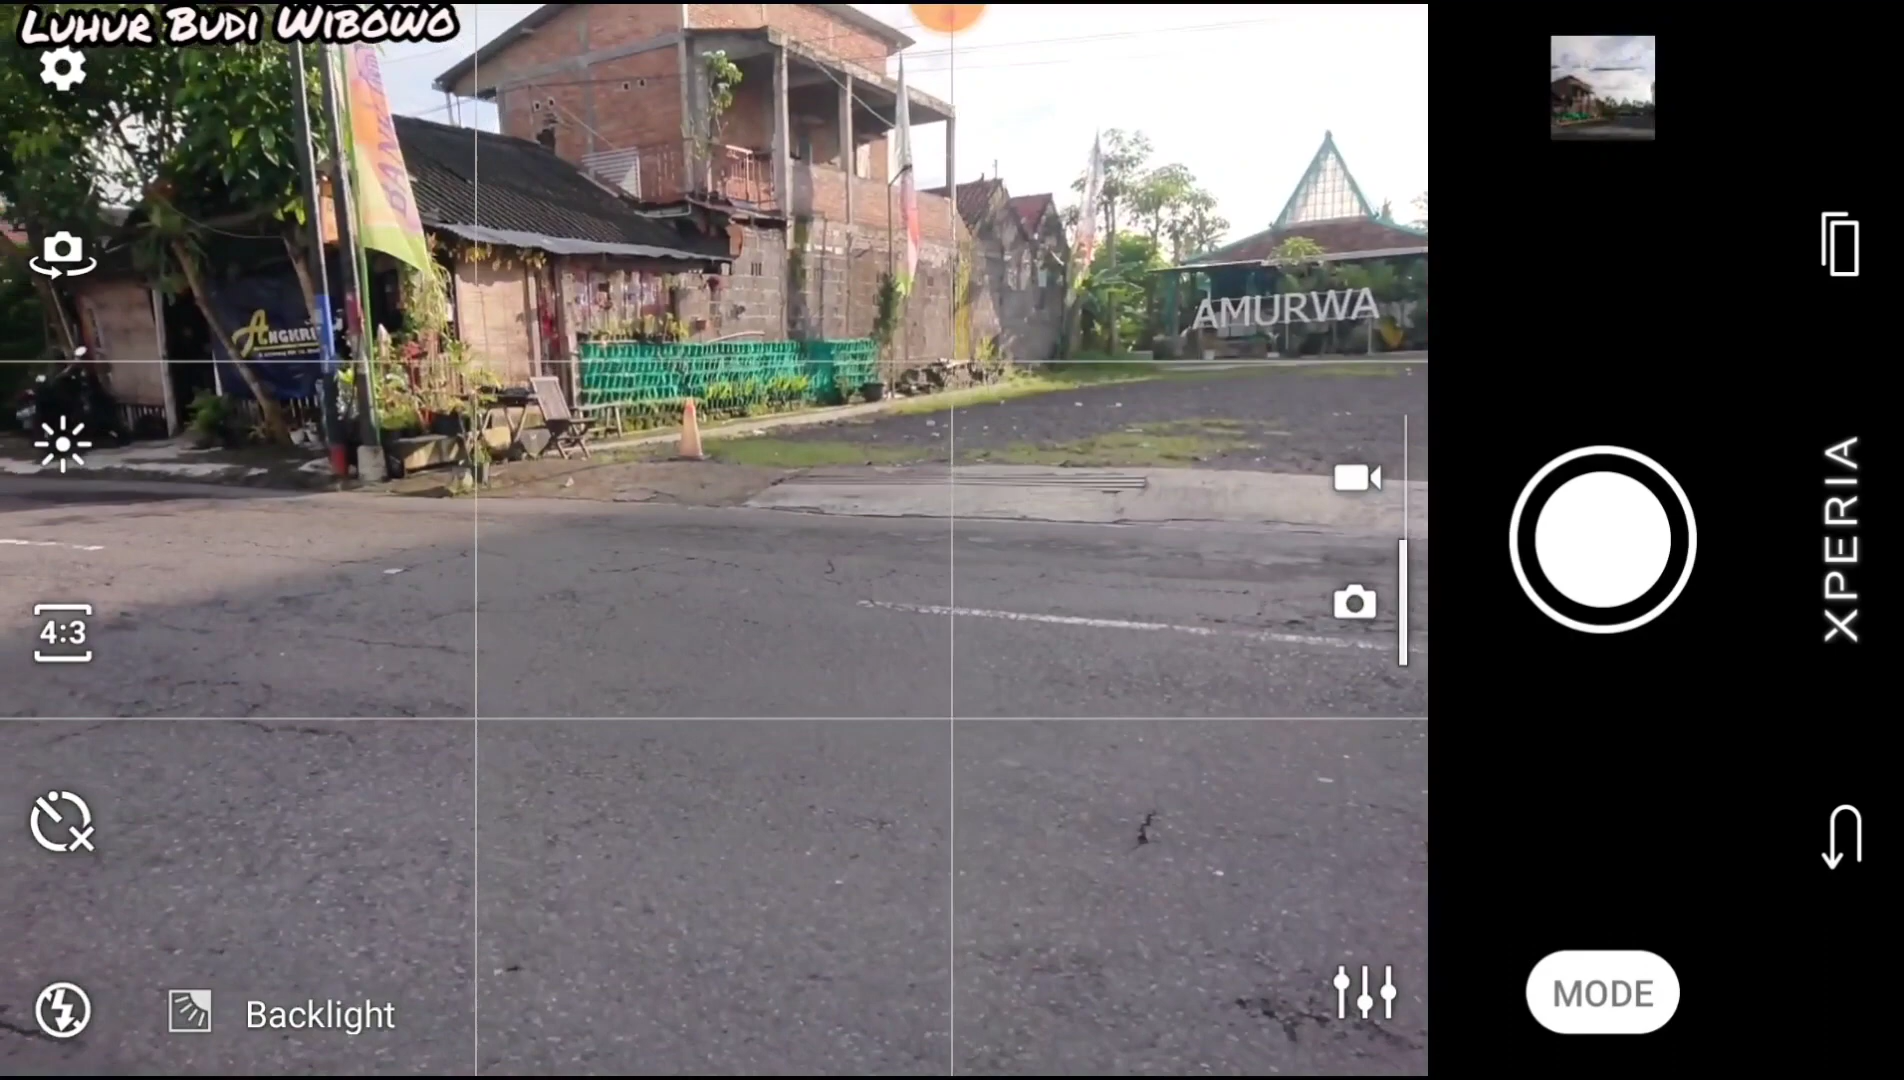 LUHUR BUDI WIBOWO
AMURWA
4:3
Backlight
XPERIA
MODE